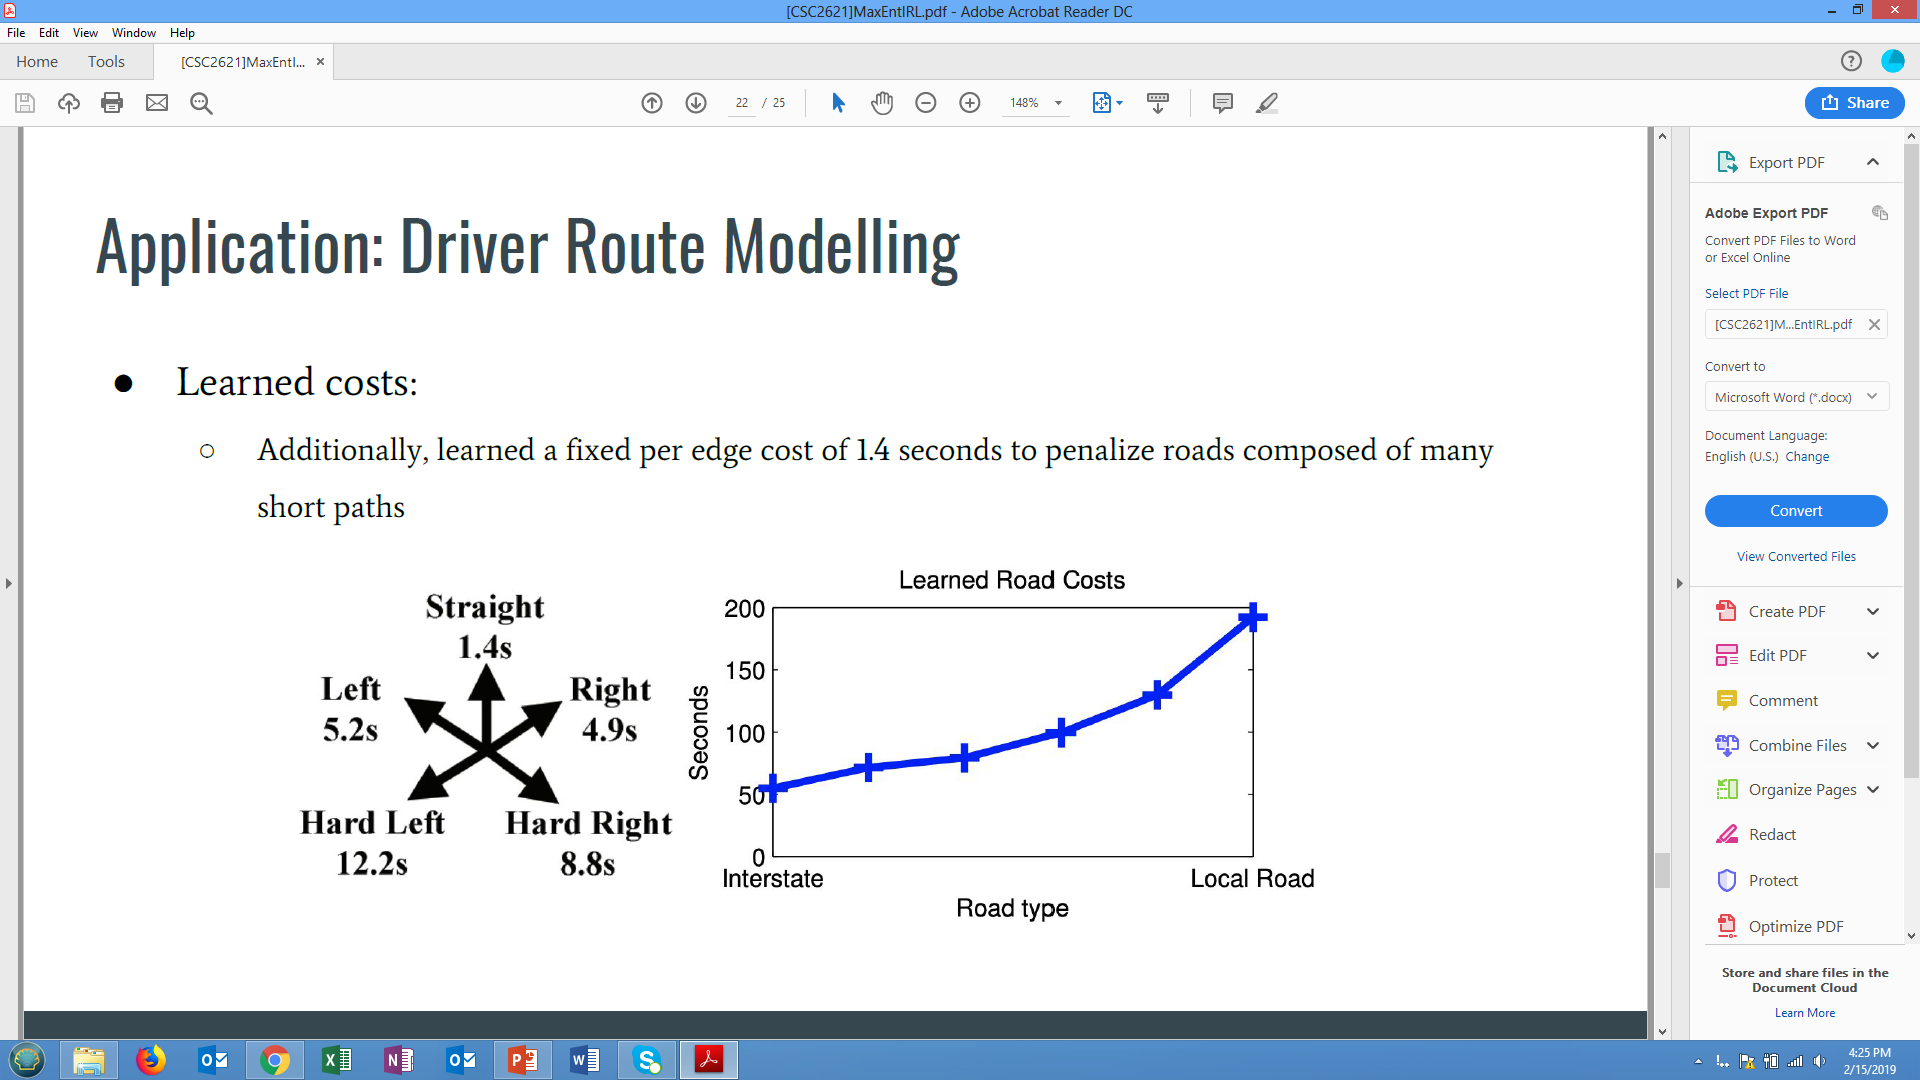 [CSC2621]MaxEntIRL.pdf - Adobe Acrobat Reader DC
File Edit View Window Help
Home Tools [CSC2621]MaxEntI...
22 / 25 148% Share
Export PDF
Adobe Export PDF
Convert PDF Files to Word
or Excel Online
Select PDF File
[CSC2621]M...EntIRL.pdf
Convert to
Microsoft Word (*.docx)
Document Language:
English (U.S.) Change
Convert
View Converted Files
Create PDF
Edit PDF
Comment
Combine Files
Organize Pages
Redact
Protect
Optimize PDF
Store and share files in the
Document Cloud
Learn More
Application: Driver Route Modelling
● Learned costs:
○ Additionally, learned a fixed per edge cost of 1.4 seconds to penalize roads composed of many
short paths
Straight
1.4s
Left
5.2s
Right
4.9s
Hard Left
12.2s
Hard Right
8.8s
Learned Road Costs
200
150
100
50
0
Seconds
Interstate
Local Road
Road type
4:25 PM
2/15/2019